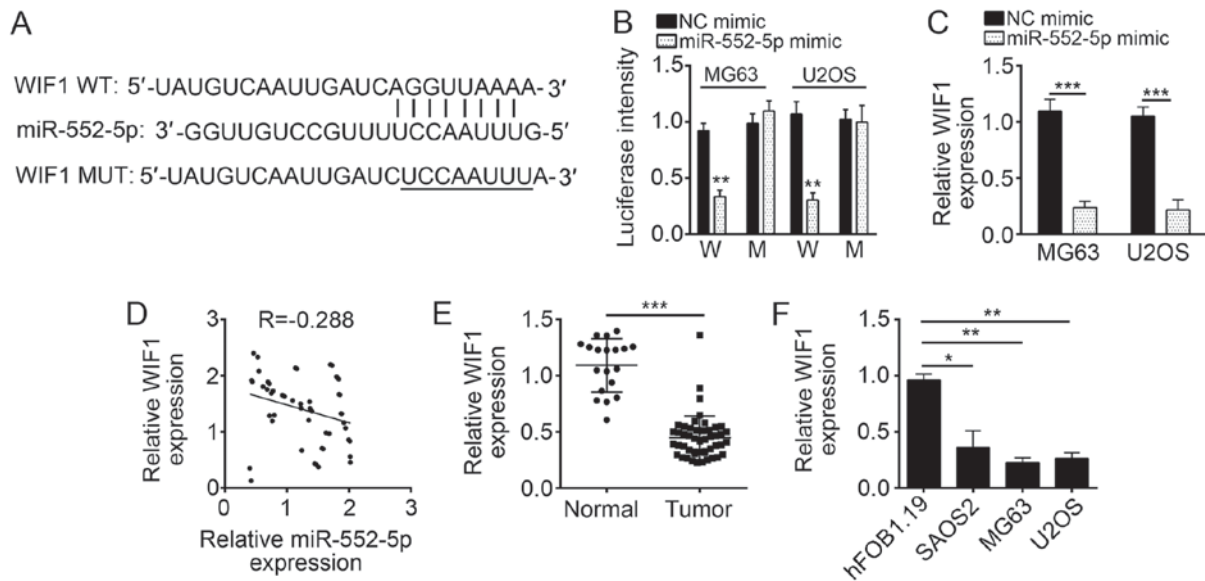 A
WIF1 WT: 5′-UAUGUCAAUUGAUCAGGUUAAAA-3′
miR-552-5p: 3′-GGUUGUCCGUUUUCCAAUUUG-5′
WIF1 MUT: 5′-UAUGUCAAUUGAUCUCCAAUUUA-3′
B
NC mimic
miR-552-5p mimic
MG63 U2OS
Luciferase intensity
1.5
1.0
0.5
0.0
** **
W M W M
C
NC mimic
miR-552-5p mimic
Relative WIF1
expression
1.5
1.0
0.5
0.0
*** ***
MG63 U2OS
D
R=-0.288
Relative WIF1
expression
3
2
1
0
0 1 2 3
Relative miR-552-5p
expression
E
***
Relative WIF1
expression
1.5
1.0
0.5
0.0
Normal Tumor
F
**
**
*
Relative WIF1
expression
1.5
1.0
0.5
0.0
hFOB1.19
SAOS2
MG63
U2OS